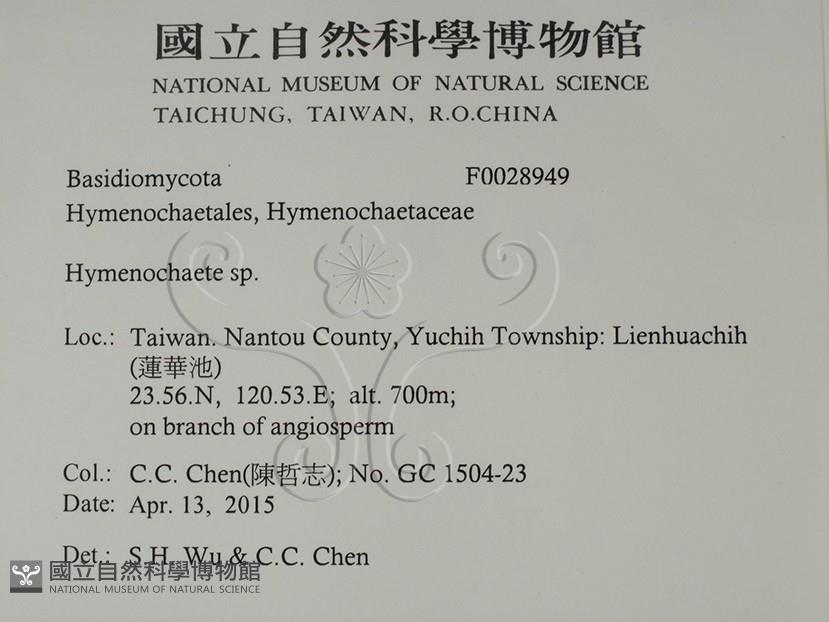 國立自然科學博物館
NATIONAL MUSEUM OF NATURAL SCIENCE
TAICHUNG, TAIWAN, R.O.CHINA
Basidiomycota F0028949
Hymenochaetales, Hymenochaetaceae
Hymenochaete sp.
Loc.: Taiwan. Nantou County, Yuchih Township: Lienhuachih
(蓮華池)
23.56.N, 120.53.E; alt. 700m;
on branch of angiosperm
Col.: C.C. Chen(陳哲志); No. GC 1504-23
Date: Apr. 13, 2015
Det.: S.H. Wu & C.C. Chen
國立自然科學博物館
NATIONAL MUSEUM OF NATURAL SCIENCE